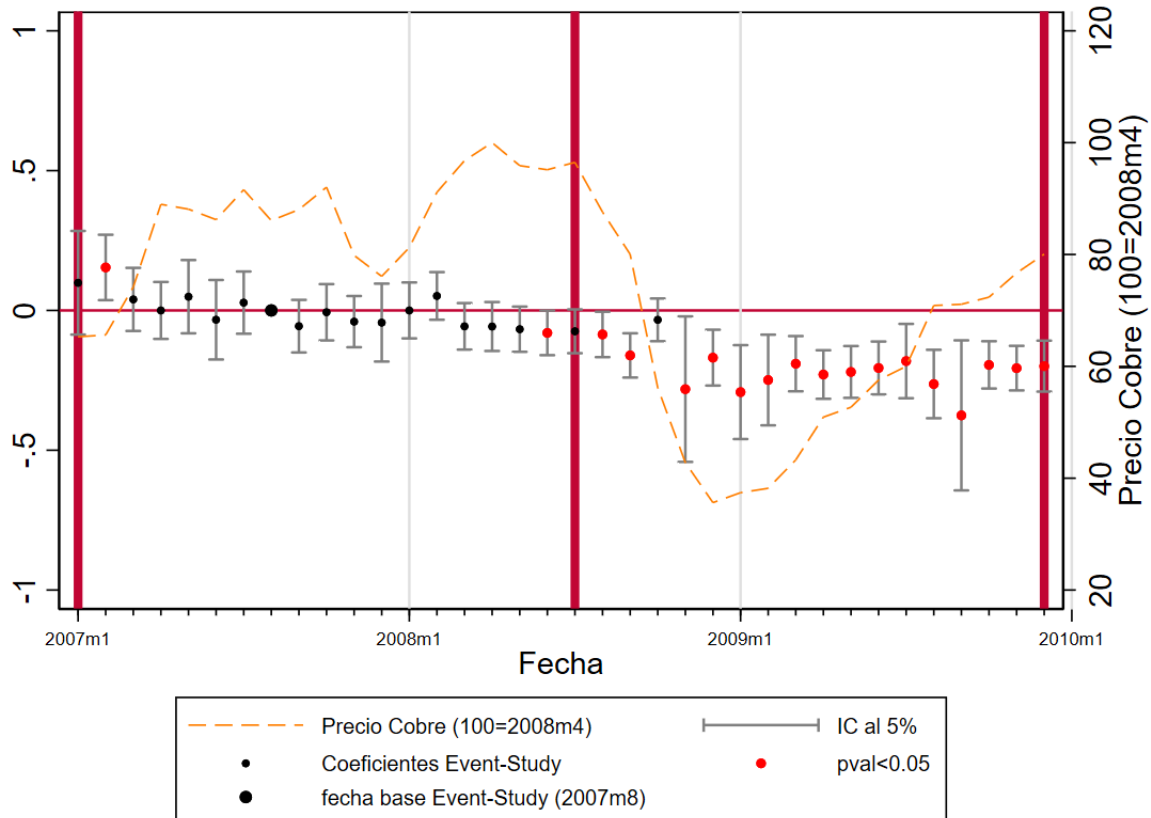 1
.5
0
-.5
-1
120
100
80
60
40
20
Precio Cobre (100=2008m4)
2007m1
2008m1
2009m1
2010m1
Fecha
Precio Cobre (100=2008m4)
IC al 5%
Coeficientes Event-Study
pval<0.05
fecha base Event-Study (2007m8)